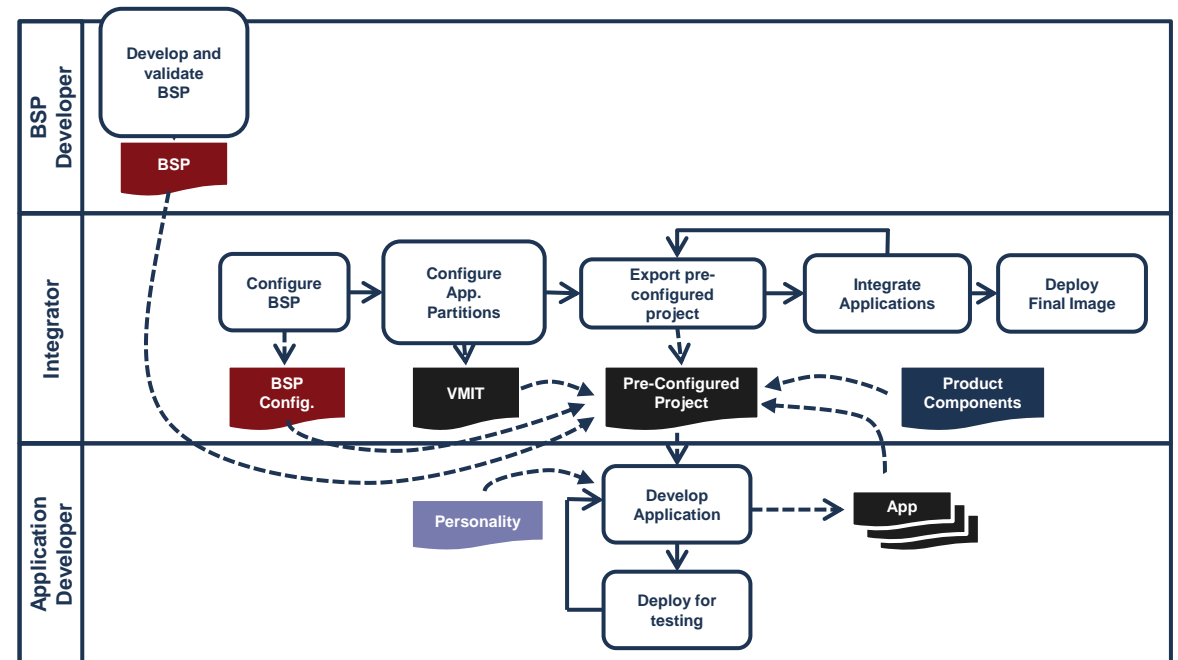 BSP
Developer
Develop and
validate
BSP
BSP
Integrator
Configure
BSP
Configure
App.
Partitions
Export pre-
configured
project
Integrate
Applications
Deploy
Final Image
BSP
Config.
VMIT
Pre-Configured
Project
Product
Components
Application
Developer
Personality
Develop
Application
App
Deploy for
testing